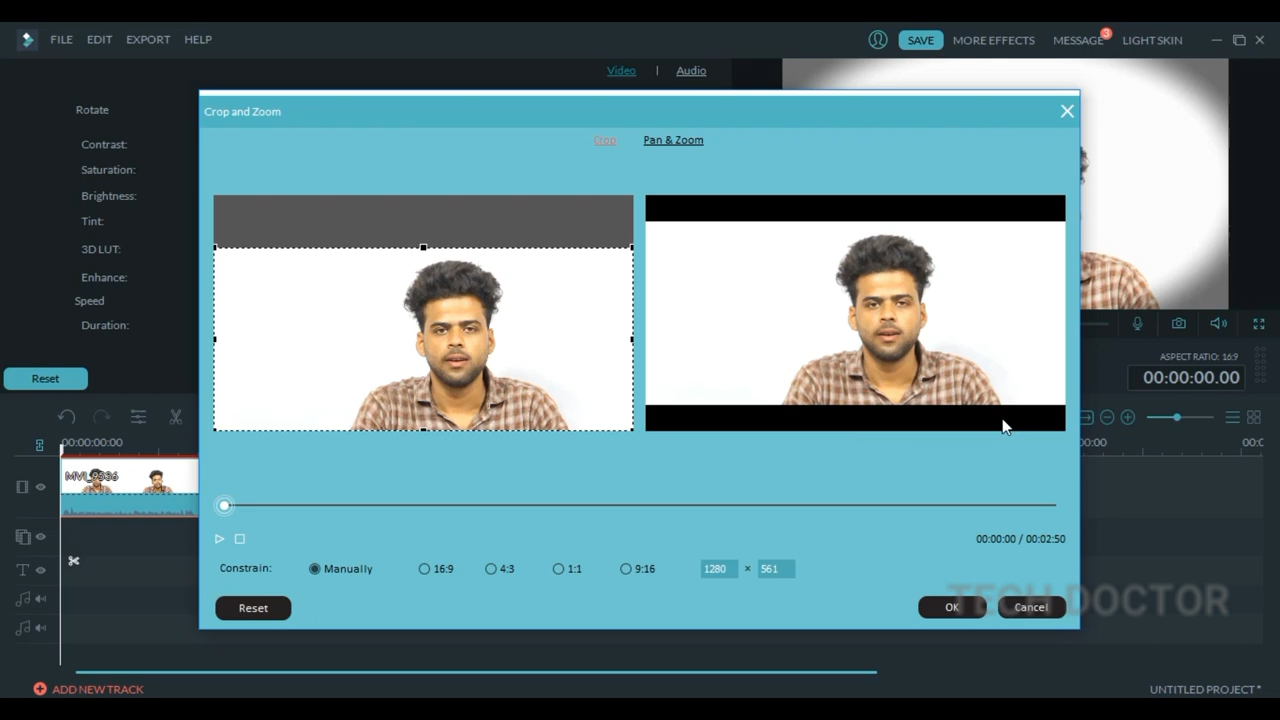 FILE EDIT EXPORT HELP
SAVE MORE EFFECTS MESSAGE 3 LIGHT SKIN
Video | Audio
Rotate
Contrast:
Saturation:
Brightness:
Tint:
3D LUT:
Enhance:
Speed
Duration:
Reset
Crop and Zoom
Crop Pan & Zoom
00:00:00 / 00:02:50
Constrain: Manually 16:9 4:3 1:1 9:16 1280 × 561
Reset OK Cancel
TECH DOCTOR
ASPECT RATIO: 16:9
00:00:00.00
00:00:00:00
MVI_9536
ADD NEW TRACK
UNTITLED PROJECT*